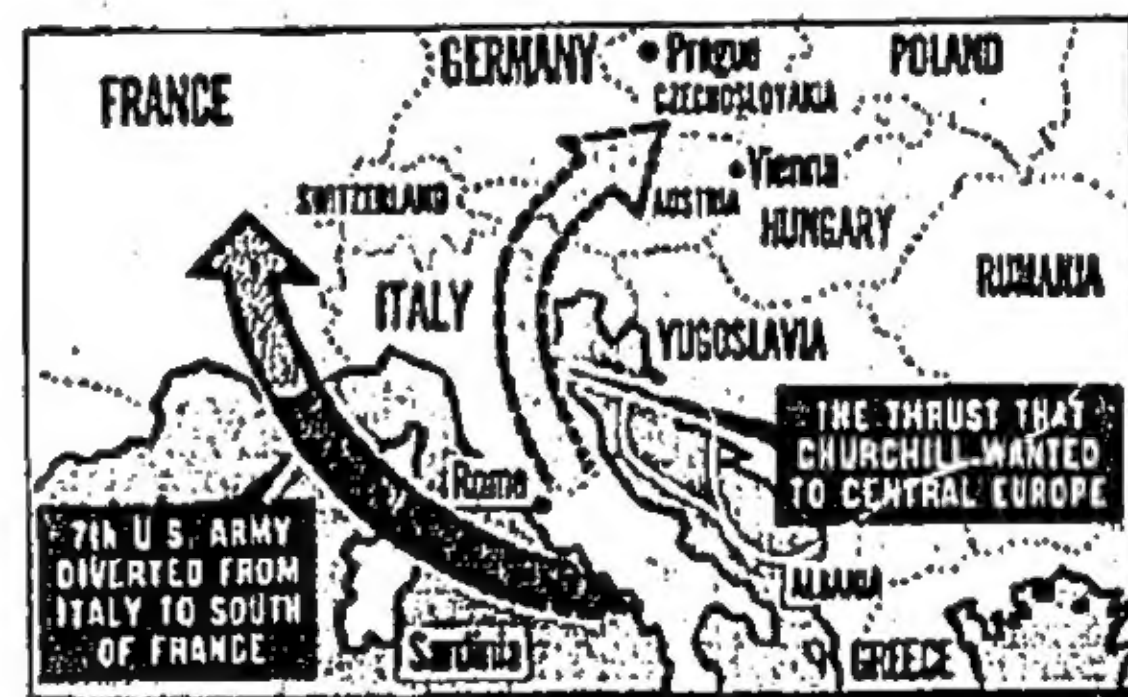 FRANCE
GERMANY
Prague
CZECHOSLOVAKIA
POLAND
SWITZERLAND
AUSTRIA
Vienna
HUNGARY
RUMANIA
ITALY
YUGOSLAVIA
THE THRUST THAT
CHURCHILL WANTED
TO CENTRAL EUROPE
Rome
7th U S. ARMY
DIVERTED FROM
ITALY TO SOUTH
OF FRANCE
Sardinia
ALBANIA
GREECE